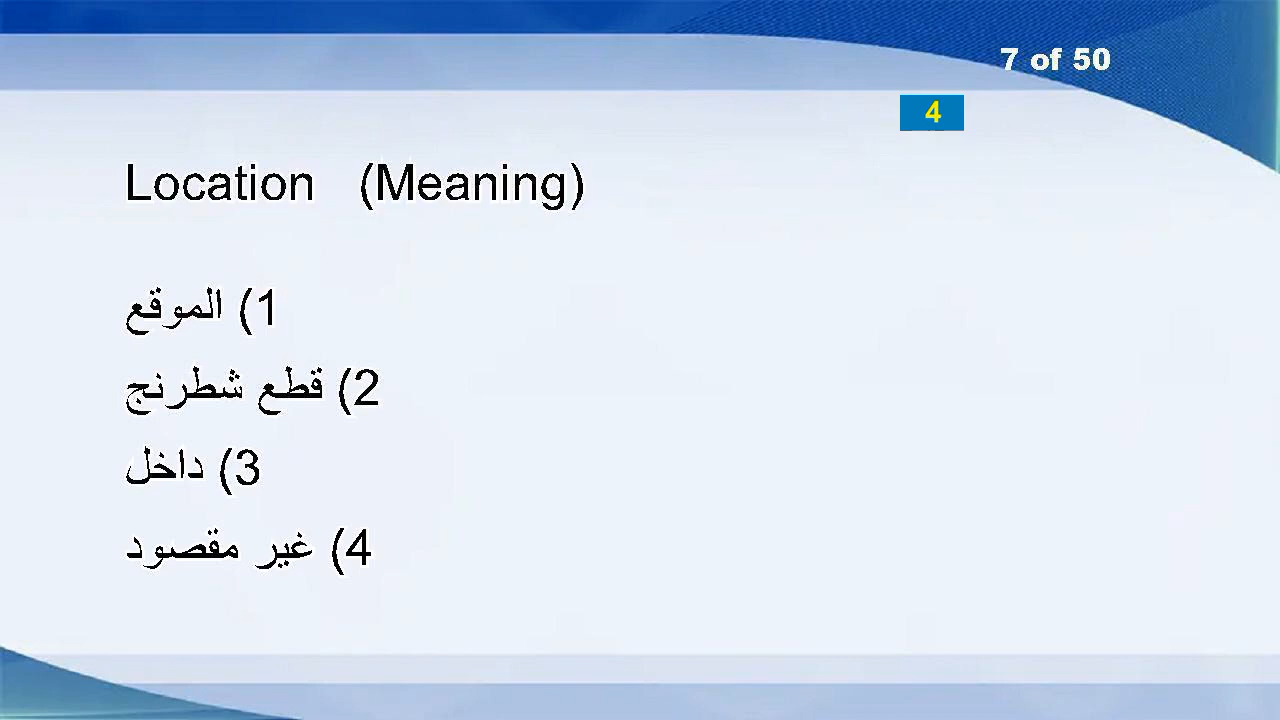 7 of 50
4
Location (Meaning)
1) الموقع
2) قطع شطرنج
3) داخل
4) غير مقصود